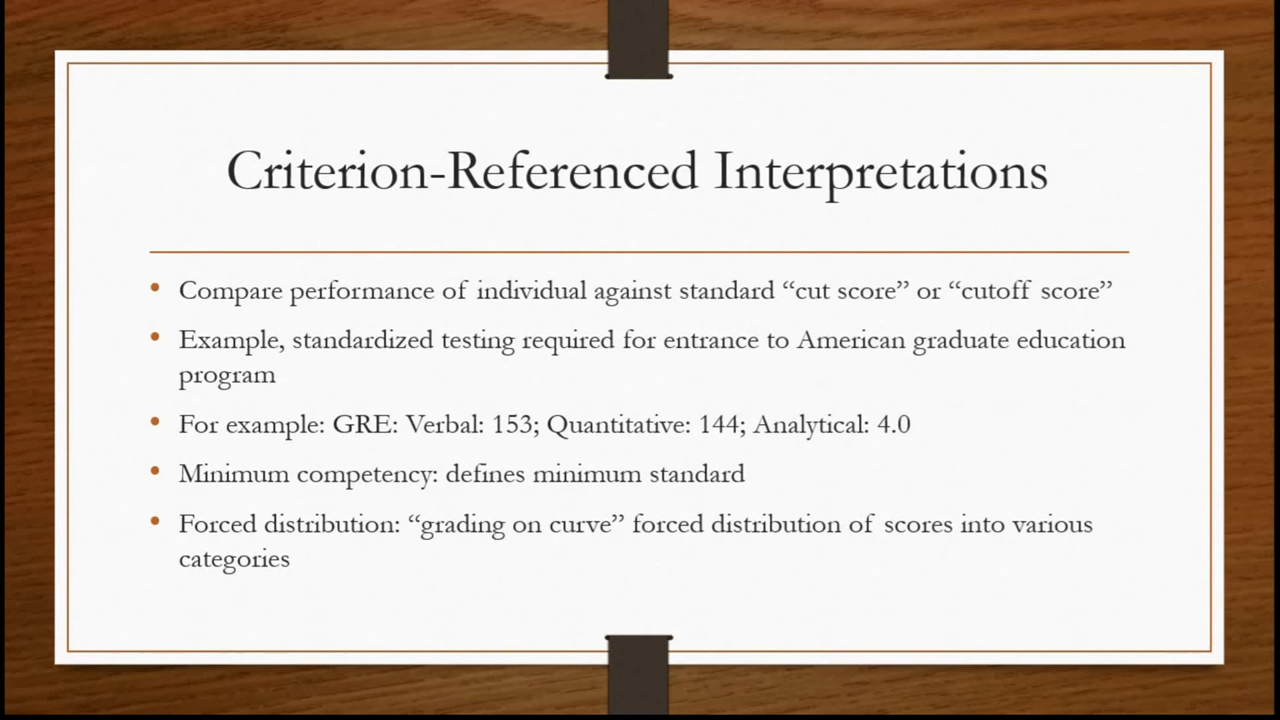 Criterion-Referenced Interpretations
• Compare performance of individual against standard “cut score” or “cutoff score”
• Example, standardized testing required for entrance to American graduate education
program
• For example: GRE: Verbal: 153; Quantitative: 144; Analytical: 4.0
• Minimum competency: defines minimum standard
• Forced distribution: “grading on curve” forced distribution of scores into various
categories